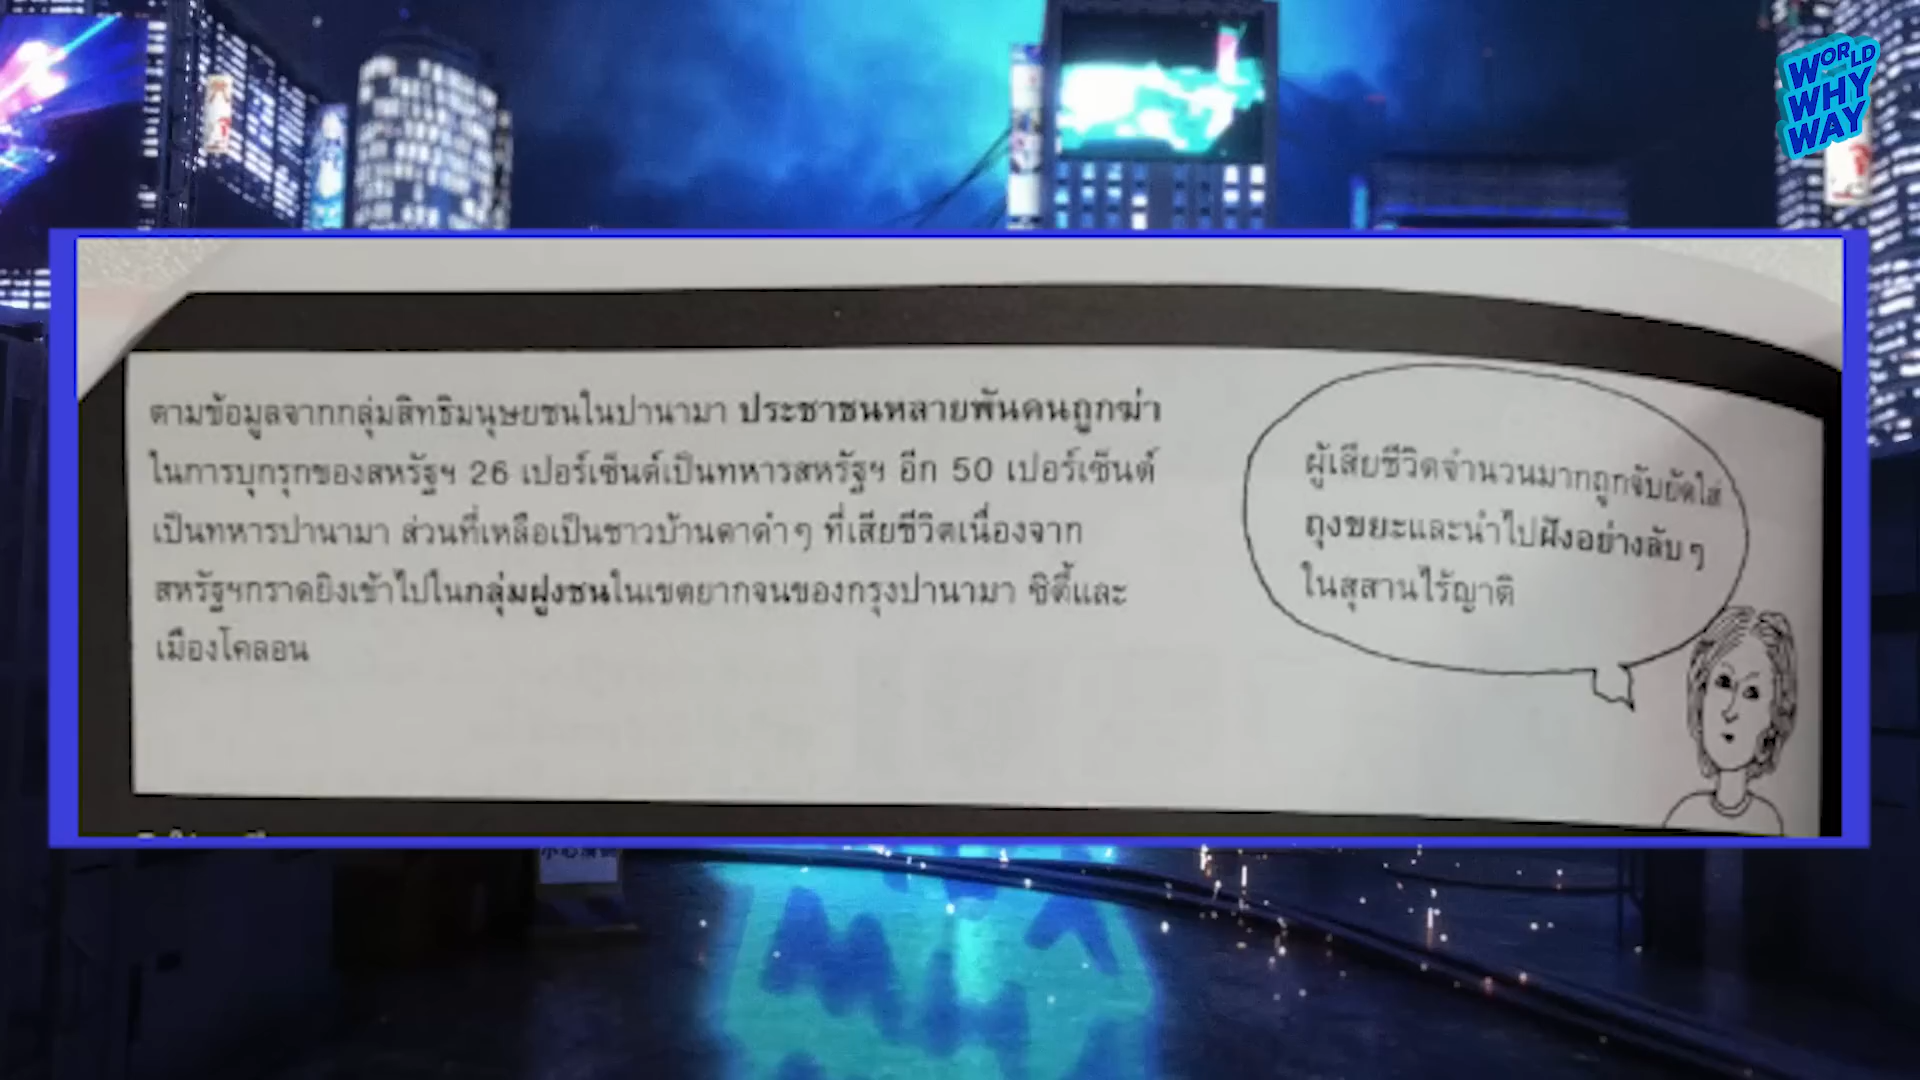 WORLD
WHY
WAY
ตามข้อมูลจากกลุ่มสิทธิมนุษยชนในปานามา ประชาชนหลายพันคนถูกฆ่า
ในการบุกรุกของสหรัฐฯ 26 เปอร์เซ็นต์เป็นทหารสหรัฐฯ อีก 50 เปอร์เซ็นต์
เป็นทหารปานามา ส่วนที่เหลือเป็นชาวบ้านตาดำๆ ที่เสียชีวิตเนื่องจาก
สหรัฐฯกราดยิงเข้าไปในกลุ่มฝูงชนในเขตยากจนของกรุงปานามา ซิตี้และ
เมืองโคลอน
ผู้เสียชีวิตจำนวนมากถูกจับยัดใส่
ถุงขยะและนำไปฝังอย่างลับๆ
ในสุสานไร้ญาติ